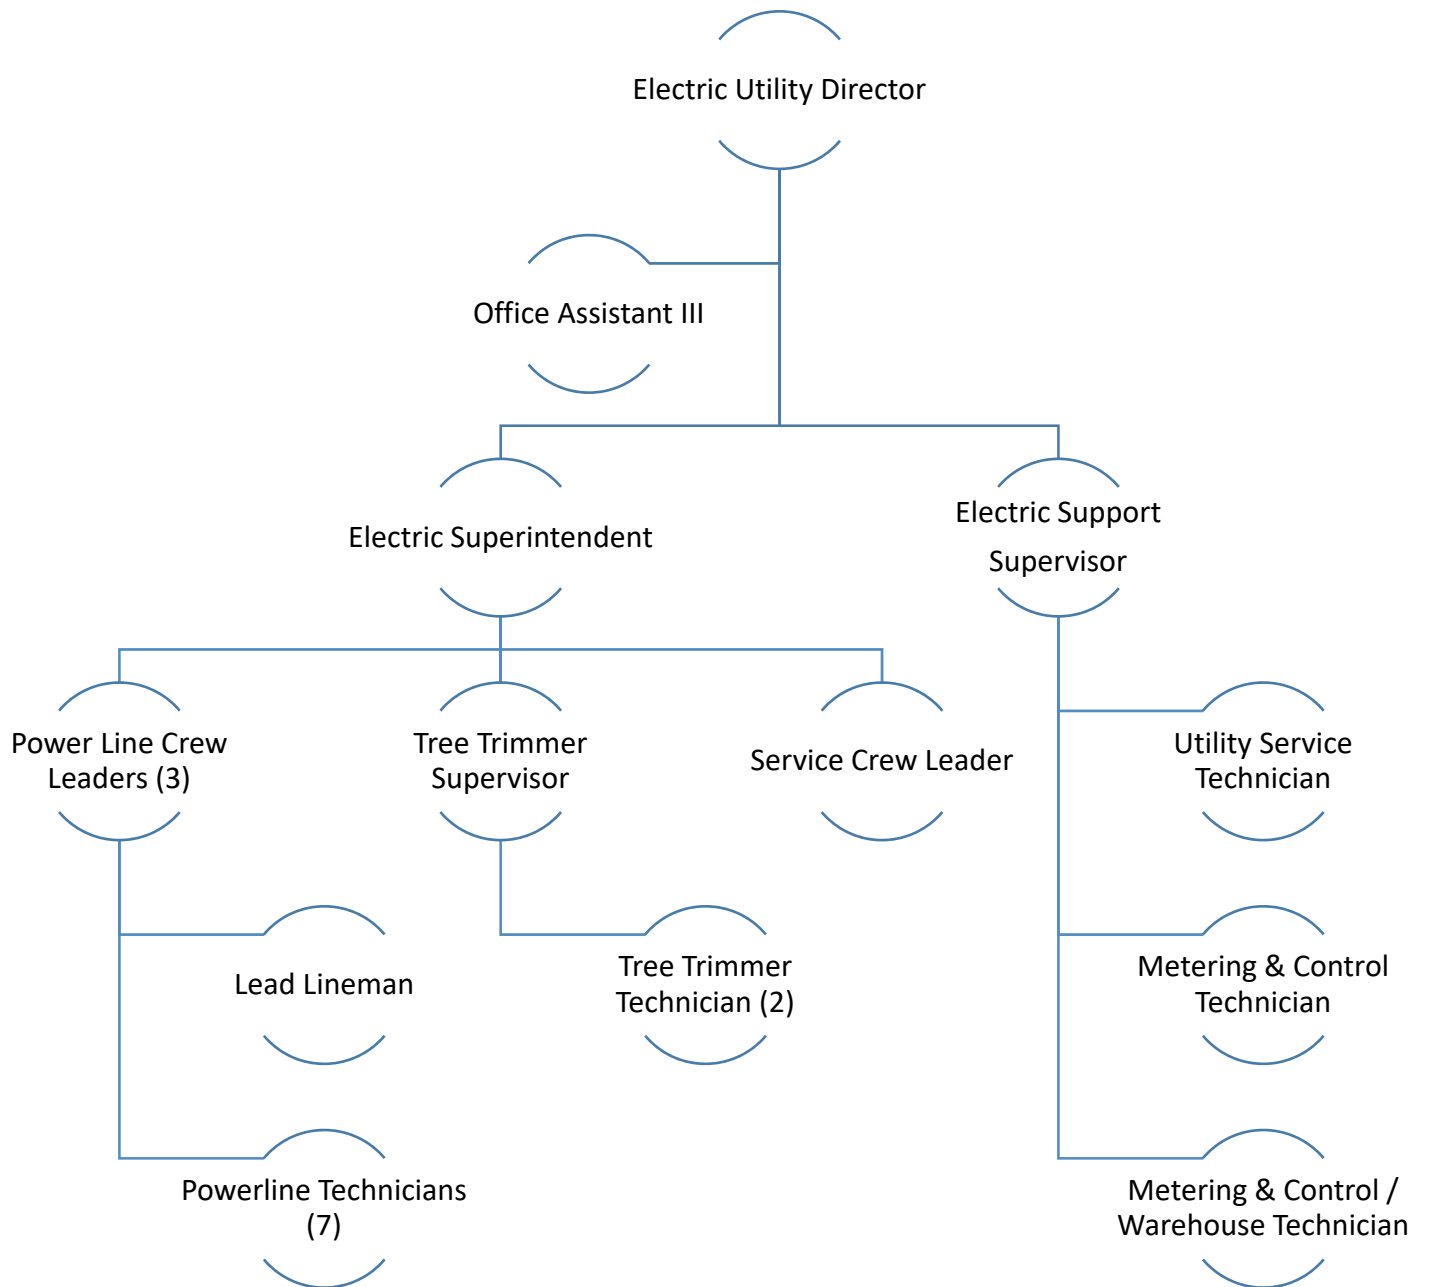 Electric Utility Director
Office Assistant III
Electric Superintendent
Electric Support
Supervisor
Power Line Crew
Leaders (3)
Tree Trimmer
Supervisor
Service Crew Leader
Utility Service
Technician
Lead Lineman
Tree Trimmer
Technician (2)
Metering & Control
Technician
Powerline Technicians
(7)
Metering & Control /
Warehouse Technician